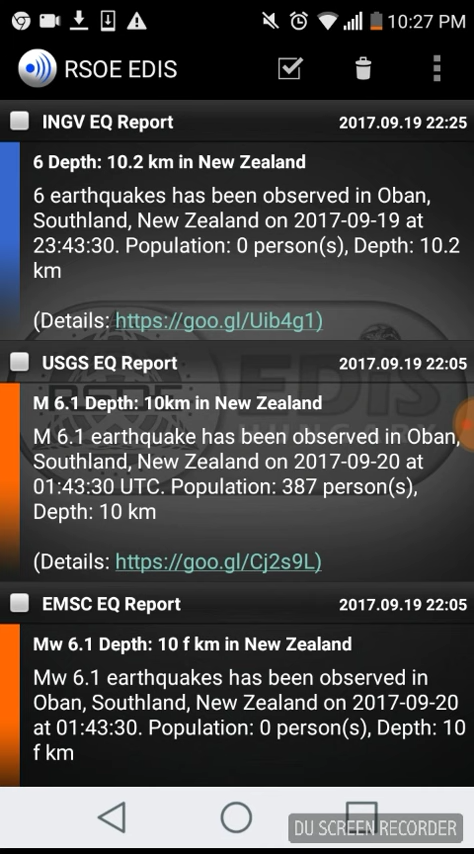 10:27 PM
RSOE EDIS
INGV EQ Report 2017.09.19 22:25
6 Depth: 10.2 km in New Zealand
6 earthquakes has been observed in Oban,
Southland, New Zealand on 2017-09-19 at
23:43:30. Population: 0 person(s), Depth: 10.2
km
(Details: https://goo.gl/Uib4g1)
USGS EQ Report 2017.09.19 22:05
M 6.1 Depth: 10km in New Zealand
M 6.1 earthquake has been observed in Oban,
Southland, New Zealand on 2017-09-20 at
01:43:30 UTC. Population: 387 person(s),
Depth: 10 km
(Details: https://goo.gl/Cj2s9L)
EMSC EQ Report 2017.09.19 22:05
Mw 6.1 Depth: 10 f km in New Zealand
Mw 6.1 earthquakes has been observed in
Oban, Southland, New Zealand on 2017-09-20
at 01:43:30. Population: 0 person(s), Depth: 10
f km
DU SCREEN RECORDER